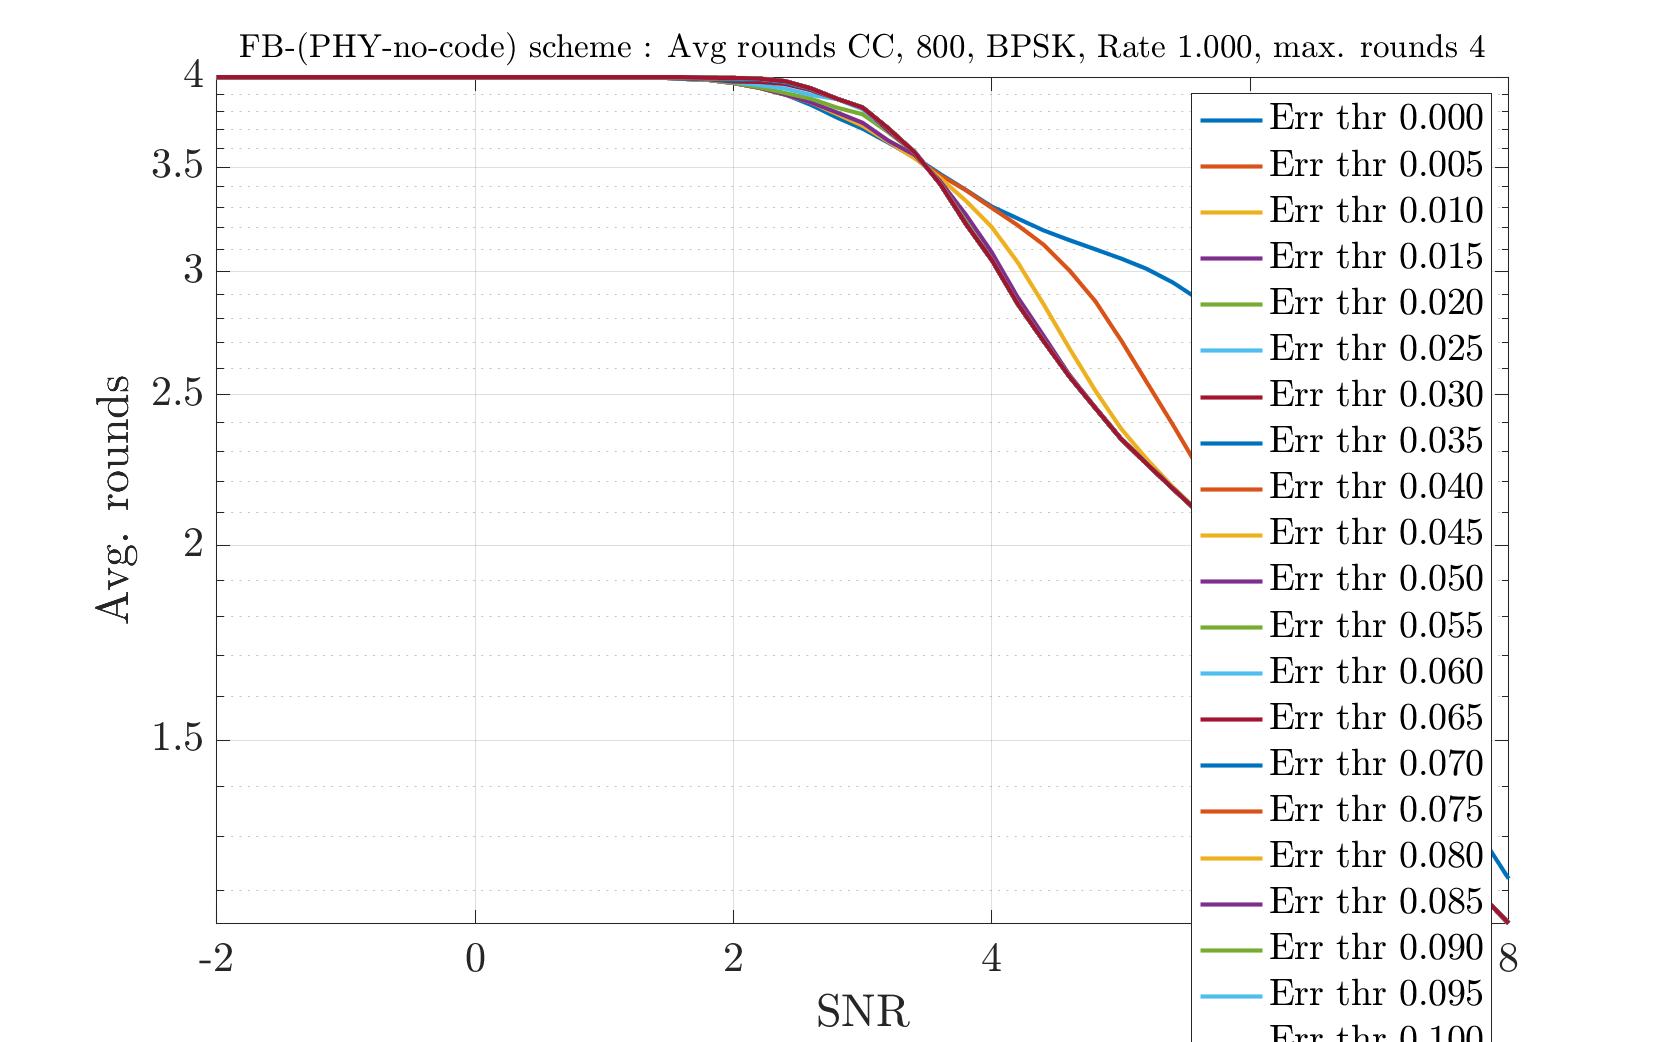 FB-(PHY-no-code) scheme : Avg rounds CC, 800, BPSK, Rate 1.000, max. rounds 4
4
3.5
3
2.5
2
1.5
Avg. rounds
-2
0
2
4
8
SNR
Err thr 0.000
Err thr 0.005
Err thr 0.010
Err thr 0.015
Err thr 0.020
Err thr 0.025
Err thr 0.030
Err thr 0.035
Err thr 0.040
Err thr 0.045
Err thr 0.050
Err thr 0.055
Err thr 0.060
Err thr 0.065
Err thr 0.070
Err thr 0.075
Err thr 0.080
Err thr 0.085
Err thr 0.090
Err thr 0.095
Err thr 0.100